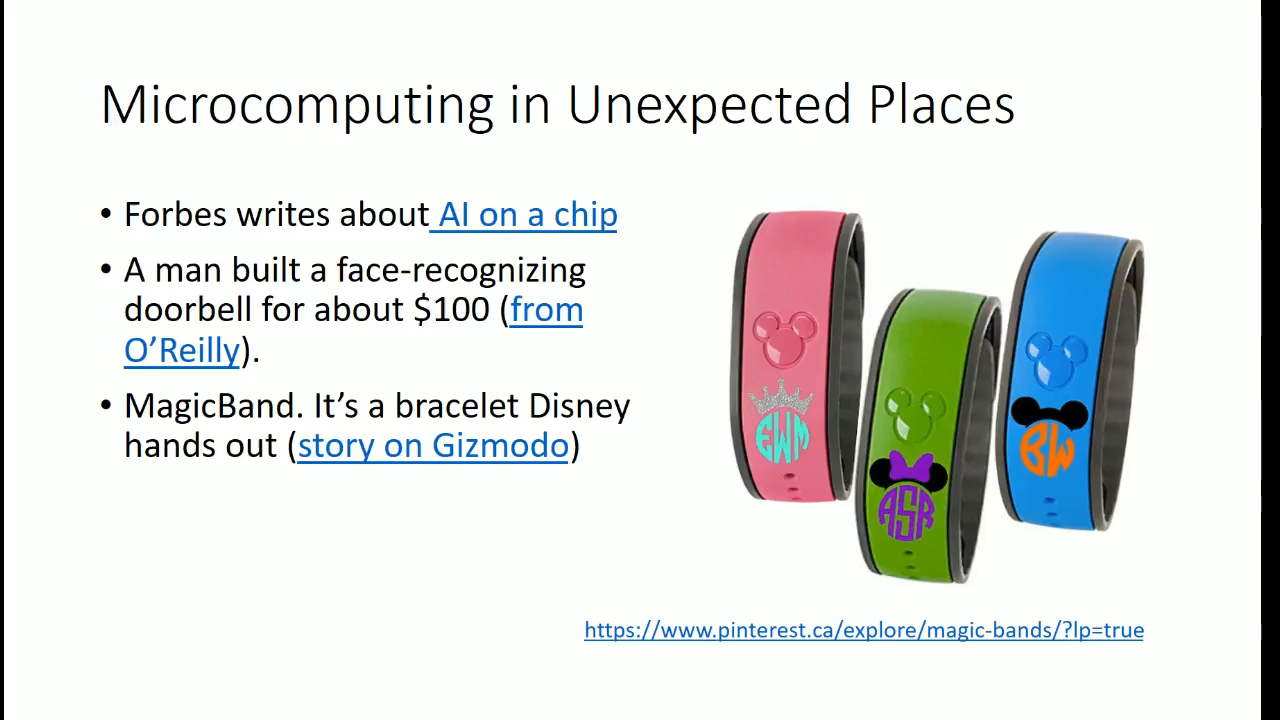 Microcomputing in Unexpected Places
• Forbes writes about AI on a chip
• A man built a face-recognizing
doorbell for about $100 (from
O’Reilly).
• MagicBand. It’s a bracelet Disney
hands out (story on Gizmodo)
EWM
ASR
BW
https://www.pinterest.ca/explore/magic-bands/?lp=true